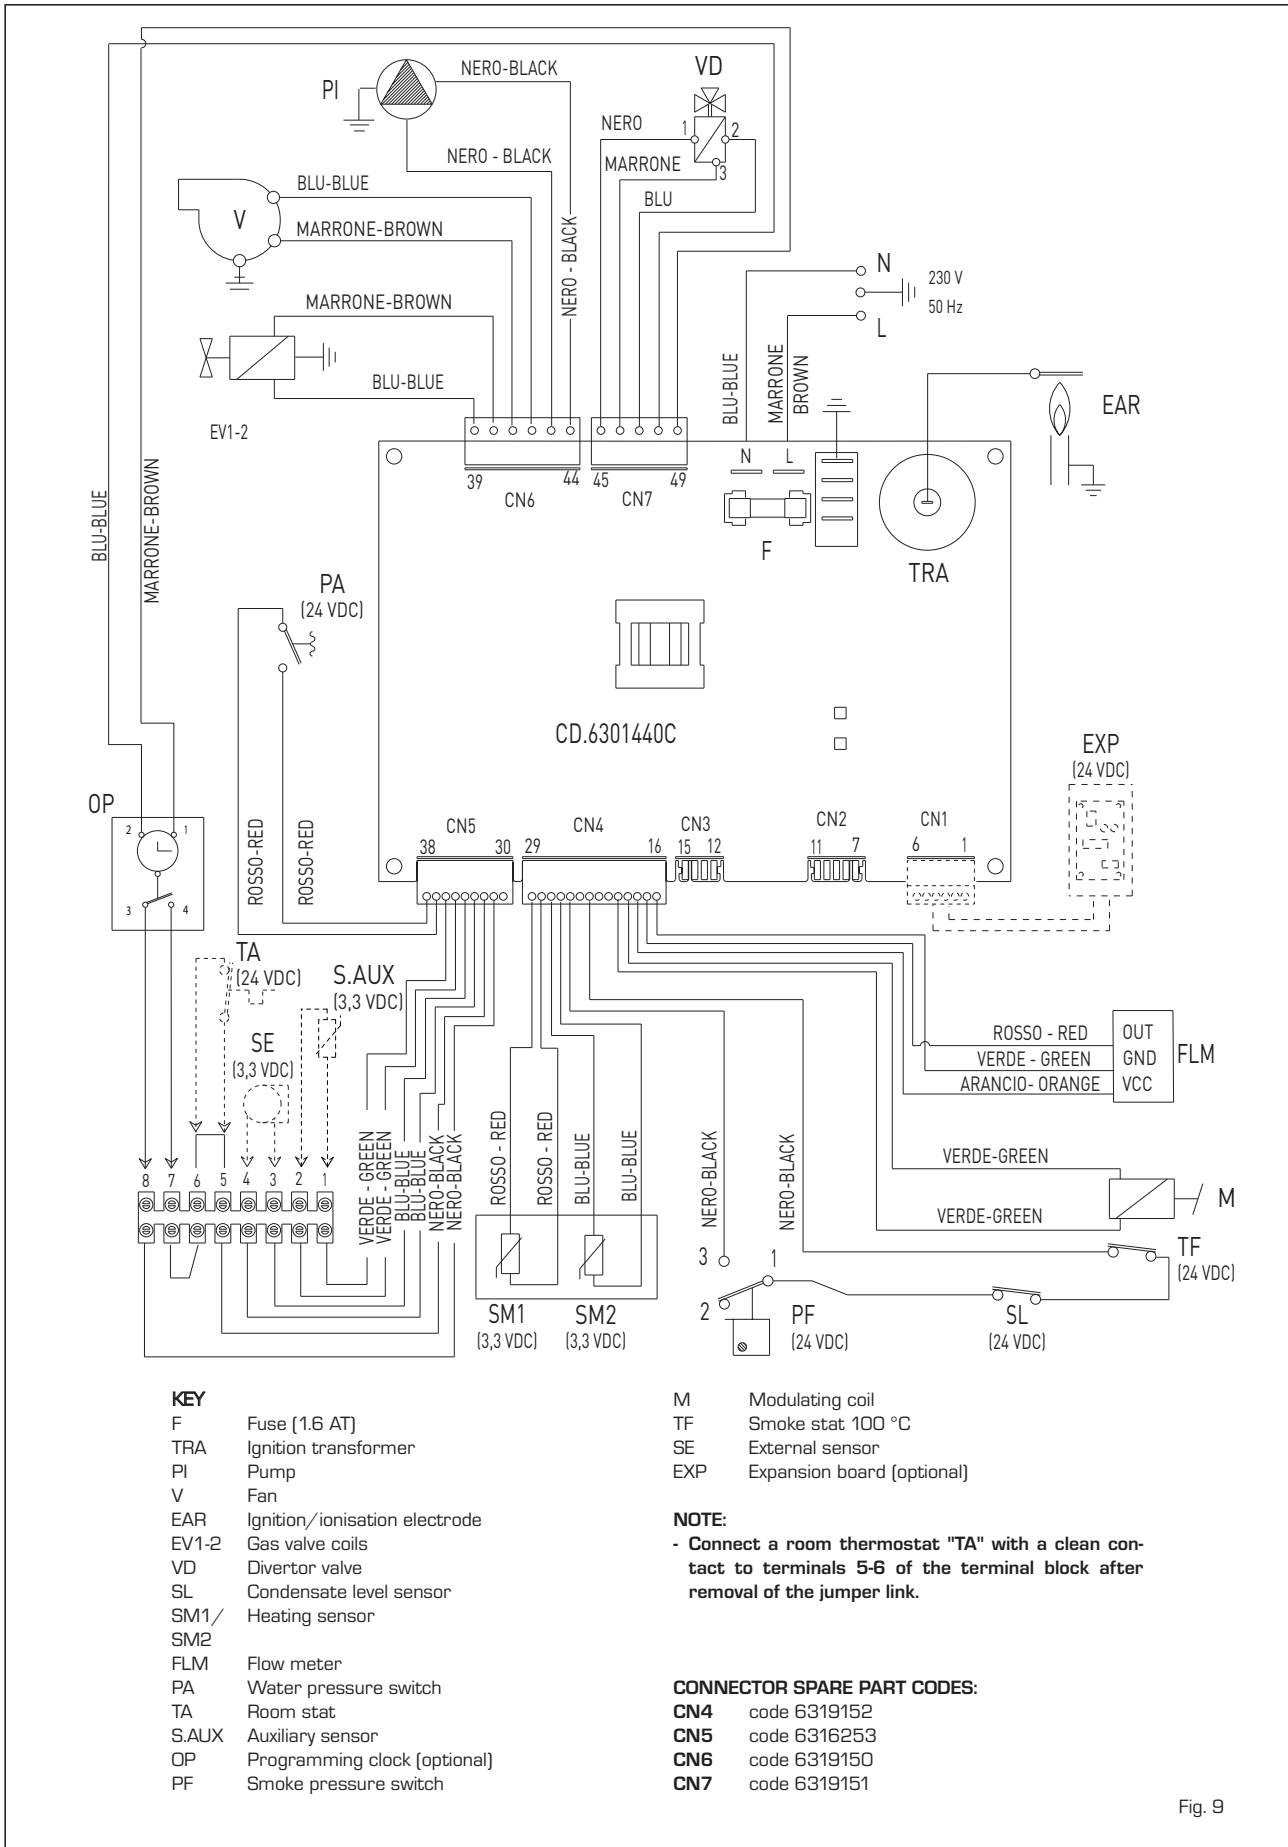 PI
NERO-BLACK
VD
NERO
1
2
NERO - BLACK
MARRONE
3
BLU-BLUE
BLU
V
MARRONE-BROWN
NERO - BLACK
N
230 V
50 Hz
L
MARRONE-BROWN
BLU-BLUE
MARRONE
BROWN
BLU-BLUE
EAR
EV1-2
N
L
39
44
45
49
CN6
CN7
F
TRA
BLU-BLUE
MARRONE-BROWN
PA
(24 VDC)
CD.6301440C
EXP
(24 VDC)
OP
2
1
3
4
ROSSO-RED
ROSSO-RED
CN5
38
30
CN4
29
16
CN3
15
12
CN2
11
7
CN1
6
1
TA
(24 VDC)
S.AUX
(3,3 VDC)
SE
(3,3 VDC)
ROSSO - RED
OUT
VERDE - GREEN
GND
FLM
ARANCIO- ORANGE
VCC
8
7
6
5
4
3
2
1
VERDE - GREEN
VERDE - GREEN
BLU-BLUE
BLU-BLUE
NERO-BLACK
NERO-BLACK
ROSSO - RED
ROSSO - RED
BLU-BLUE
BLU-BLUE
NERO-BLACK
NERO-BLACK
VERDE-GREEN
M
VERDE-GREEN
3
1
2
TF
(24 VDC)
SM1
(3,3 VDC)
SM2
(3,3 VDC)
PF
(24 VDC)
SL
(24 VDC)
KEY
F Fuse (1.6 AT)
TRA Ignition transformer
PI Pump
V Fan
EAR Ignition/ionisation electrode
EV1-2 Gas valve coils
VD Divertor valve
SL Condensate level sensor
SM1/ Heating sensor
SM2
FLM Flow meter
PA Water pressure switch
TA Room stat
S.AUX Auxiliary sensor
OP Programming clock (optional)
PF Smoke pressure switch
M Modulating coil
TF Smoke stat 100 °C
SE External sensor
EXP Expansion board (optional)
NOTE:
- Connect a room thermostat "TA" with a clean con-
tact to terminals 5-6 of the terminal block after
removal of the jumper link.
CONNECTOR SPARE PART CODES:
CN4 code 6319152
CN5 code 6316253
CN6 code 6319150
CN7 code 6319151
Fig. 9